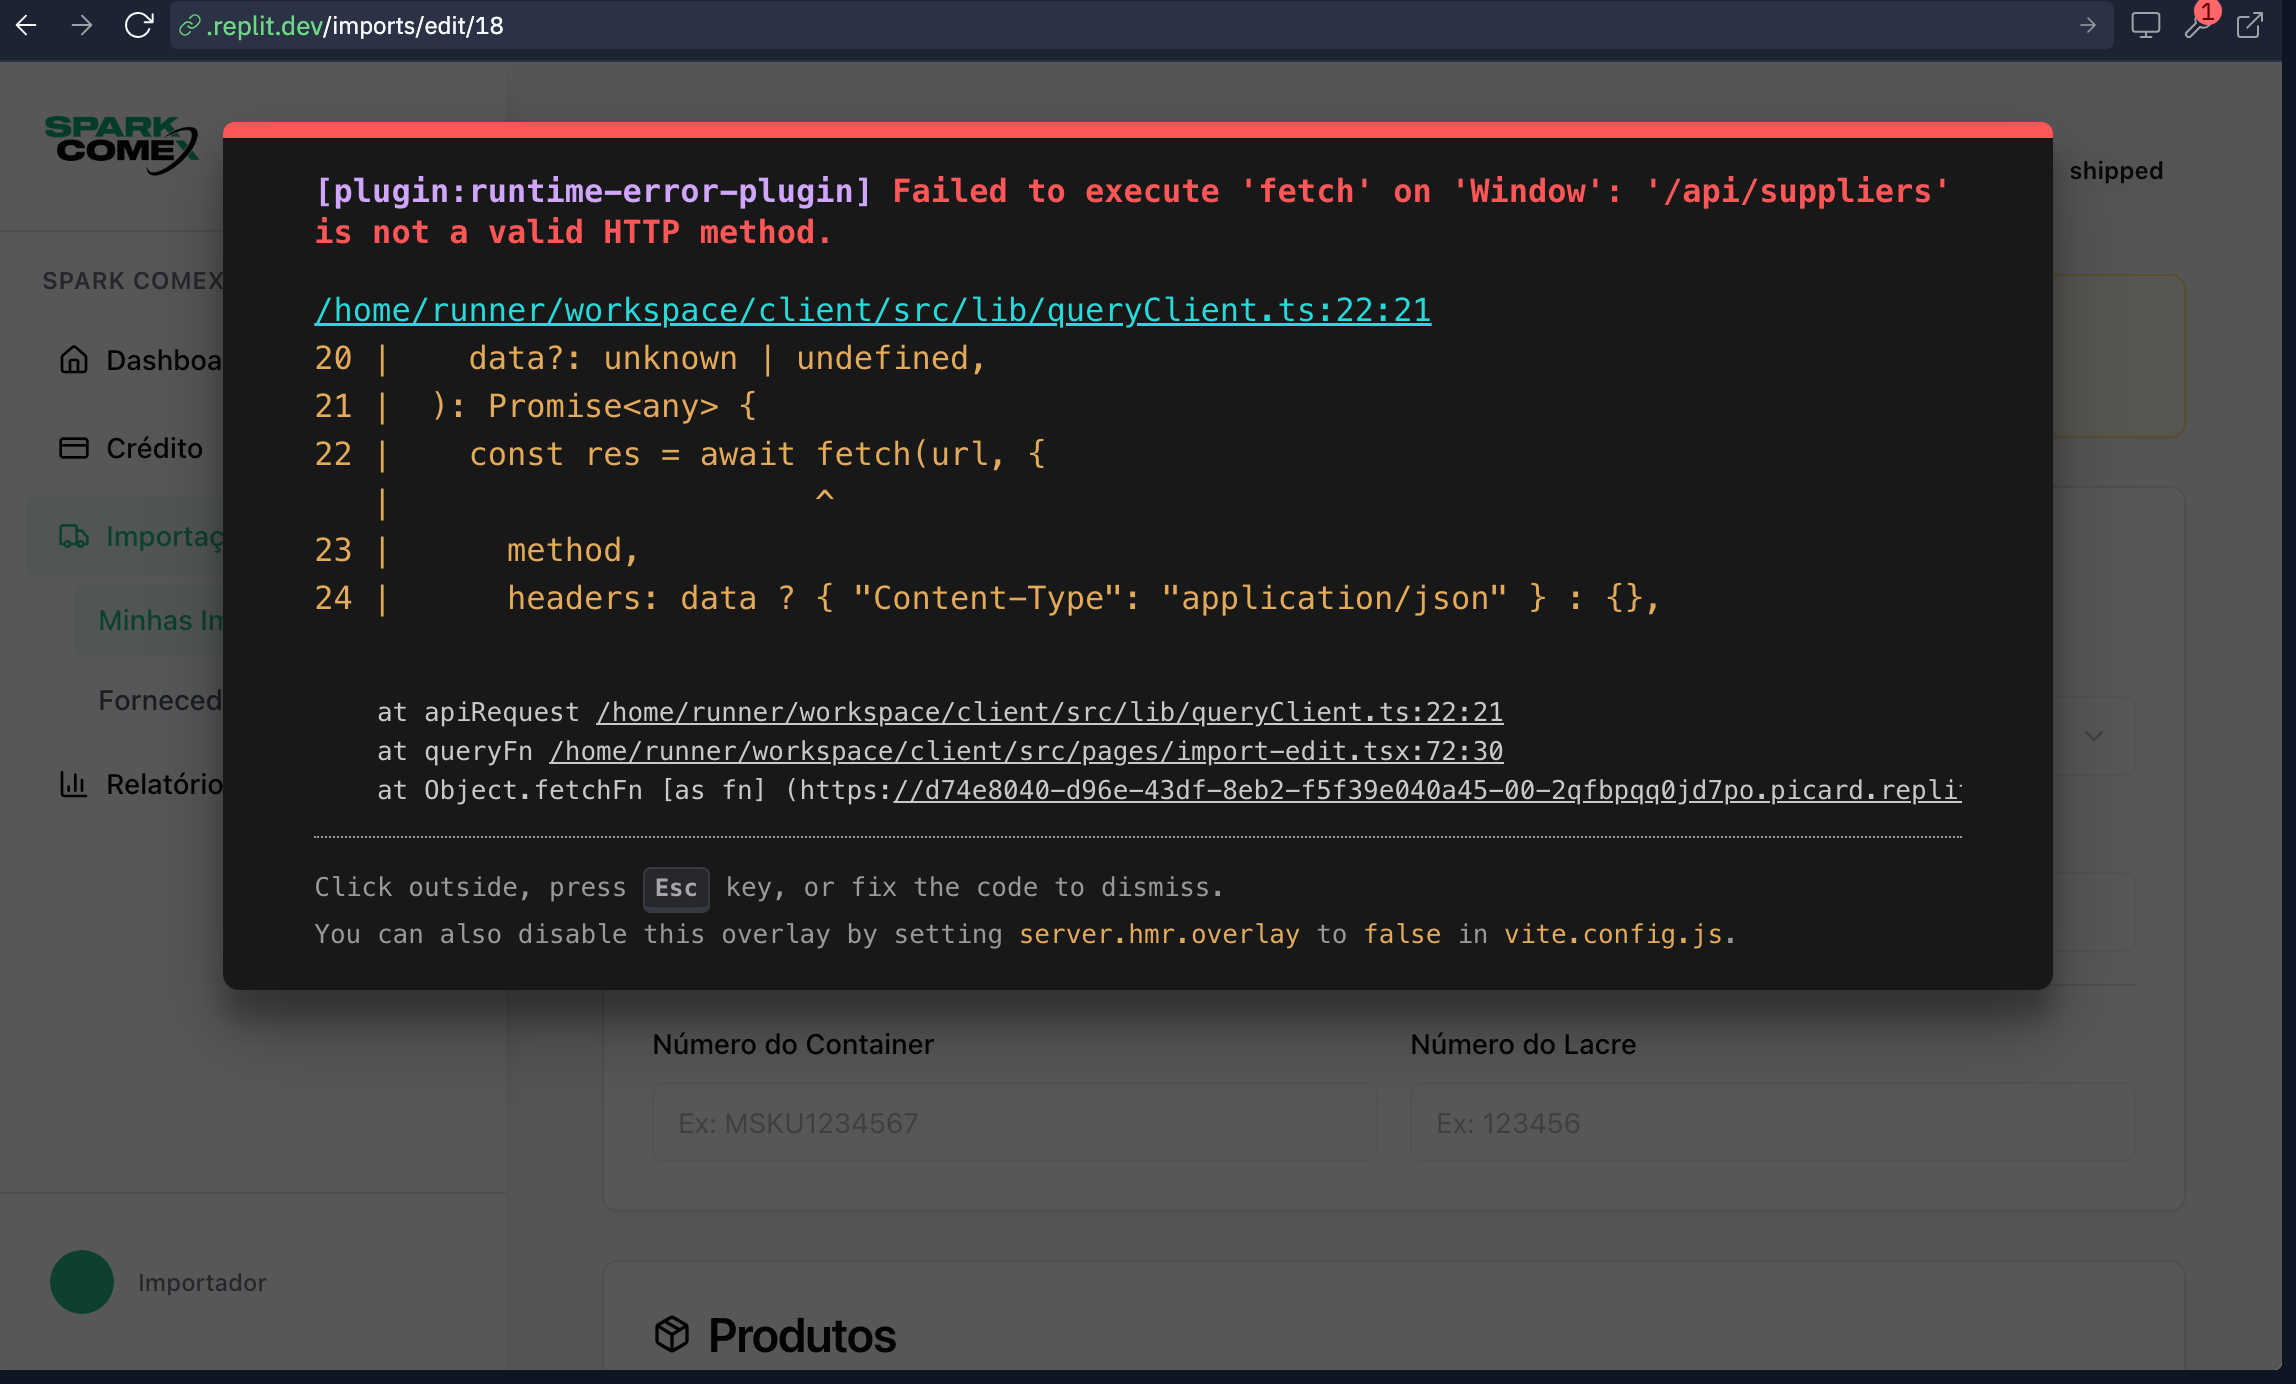 .replit.dev/imports/edit/18
1
SPARK
COMEX
shipped
[plugin:runtime-error-plugin] Failed to execute 'fetch' on 'Window': '/api/suppliers'
is not a valid HTTP method.
SPARK COMEX
/home/runner/workspace/client/src/lib/queryClient.ts:22:21
20 |    data?: unknown | undefined,
Dashboa
21 |  ): Promise<any> {
22 |    const res = await fetch(url, {
Crédito
|                      ^
Importaç
23 |      method,
24 |      headers: data ? { "Content-Type": "application/json" } : {},
Minhas Im
Forneced
at apiRequest /home/runner/workspace/client/src/lib/queryClient.ts:22:21
at queryFn /home/runner/workspace/client/src/pages/import-edit.tsx:72:30
Relatório
at Object.fetchFn [as fn] (https://d74e8040-d96e-43df-8eb2-f5f39e040a45-00-2qfbpqq0jd7po.picard.repli
Click outside, press Esc key, or fix the code to dismiss.
You can also disable this overlay by setting server.hmr.overlay to false in vite.config.js.
Número do Container
Número do Lacre
Ex: MSKU1234567
Ex: 123456
Importador
Produtos